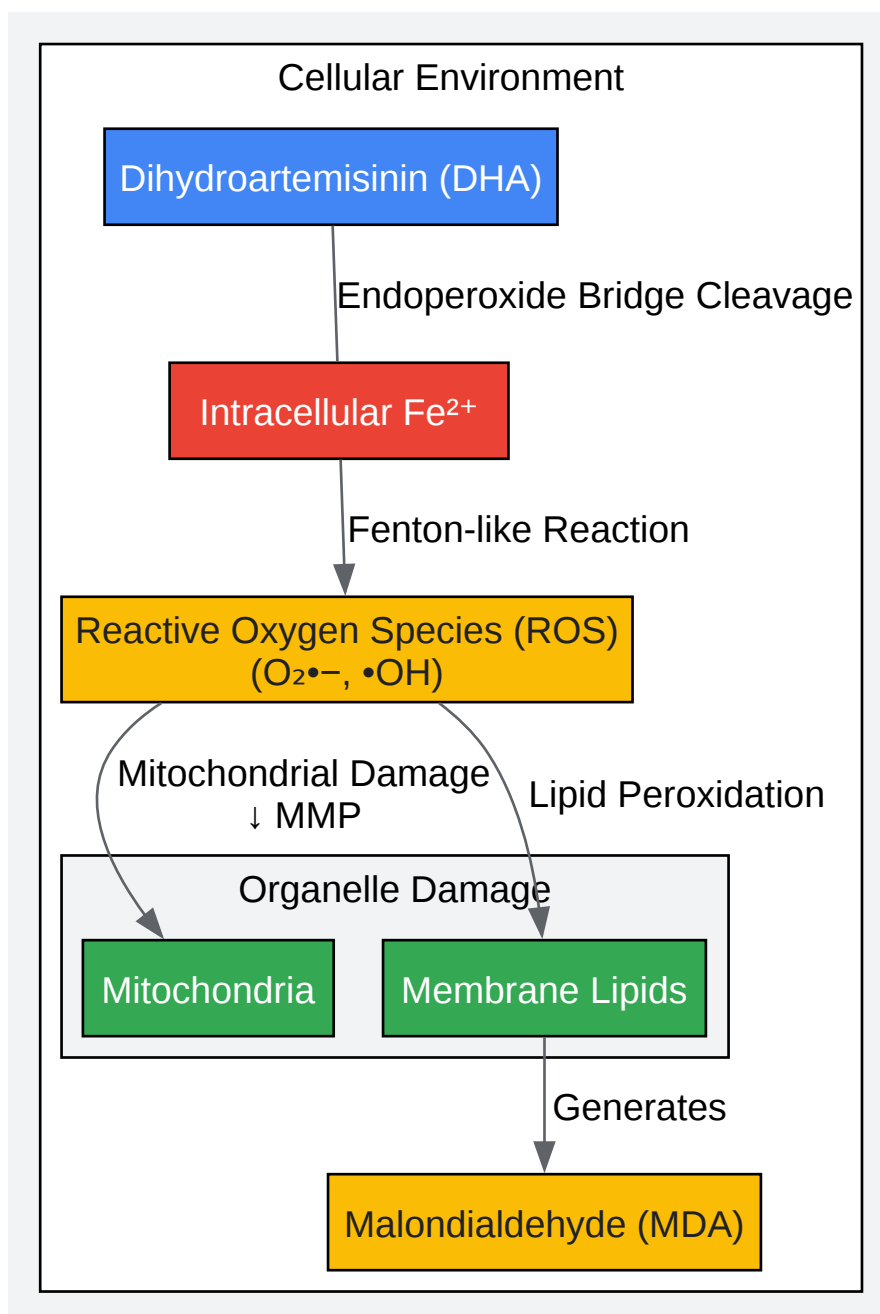 Cellular Environment
Dihydroartemisinin (DHA)
Endoperoxide Bridge Cleavage
Intracellular Fe²⁺
Fenton-like Reaction
Reactive Oxygen Species (ROS)
(O₂•−, •OH)
Mitochondrial Damage
↓ MMP
Lipid Peroxidation
Organelle Damage
Mitochondria
Membrane Lipids
Generates
Malondialdehyde (MDA)